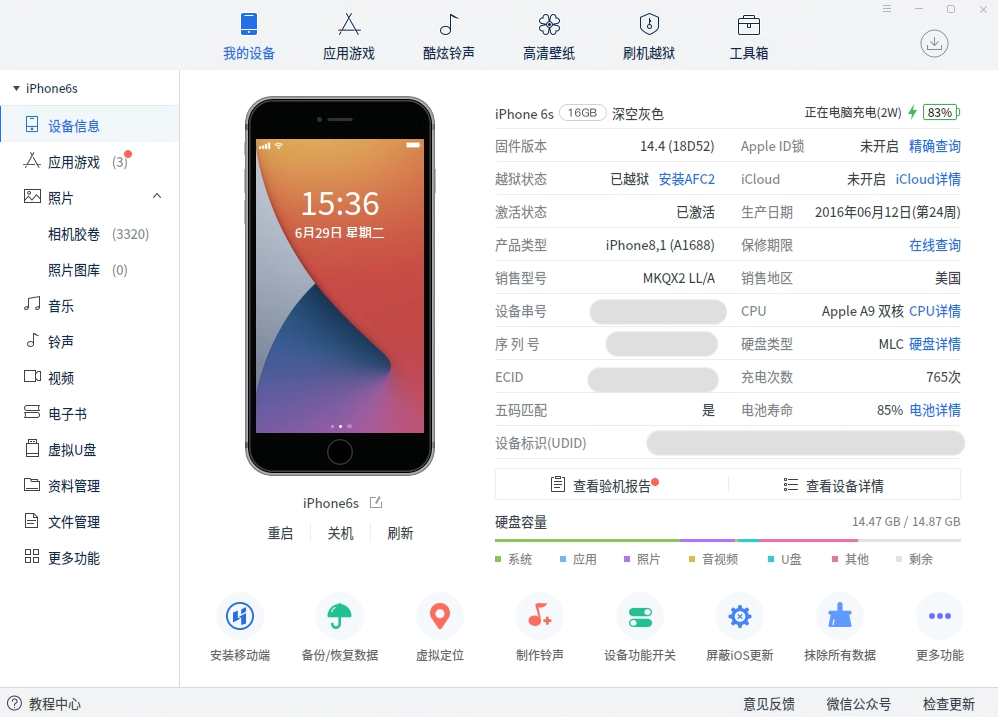 我的设备 应用游戏 酷炫铃声 高清壁纸 刷机越狱 工具箱
iPhone6s
设备信息
应用游戏 (3)
照片
相机胶卷 (3320)
照片图库 (0)
音乐
铃声
视频
电子书
虚拟U盘
资料管理
文件管理
更多功能
15:36
6月29日 星期二
iPhone6s
重启 关机 刷新
iPhone 6s 16GB 深空灰色 正在电脑充电(2W) 83%
固件版本 14.4 (18D52) Apple ID锁 未开启 精确查询
越狱状态 已越狱 安装AFC2 iCloud 未开启 iCloud详情
激活状态 已激活 生产日期 2016年06月12日(第24周)
产品类型 iPhone8,1 (A1688) 保修期限 在线查询
销售型号 MKQX2 LL/A 销售地区 美国
设备串号 CPU Apple A9 双核 CPU详情
序 列 号 硬盘类型 MLC 硬盘详情
ECID 充电次数 765次
五码匹配 是 电池寿命 85% 电池详情
设备标识(UDID)
查看验机报告 查看设备详情
硬盘容量 14.47 GB / 14.87 GB
系统 应用 照片 音视频 U盘 其他 剩余
安装移动端 备份/恢复数据 虚拟定位 制作铃声 设备功能开关 屏蔽iOS更新 抹除所有数据 更多功能
教程中心 意见反馈 微信公众号 检查更新